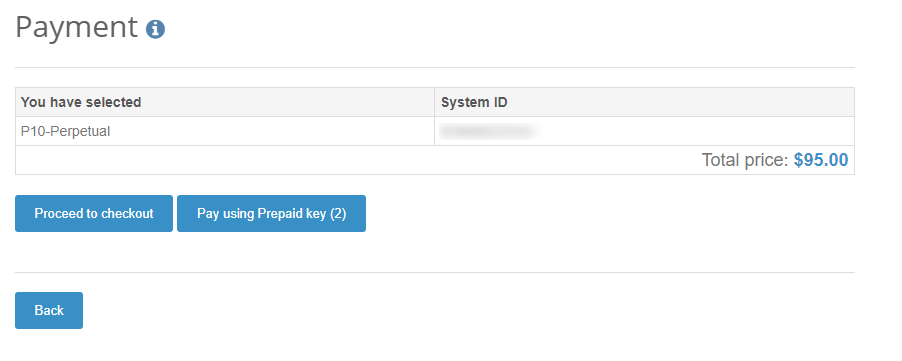 Payment
You have selected System ID
P10-Perpetual
Total price: $95.00
Proceed to checkout Pay using Prepaid key (2)
Back